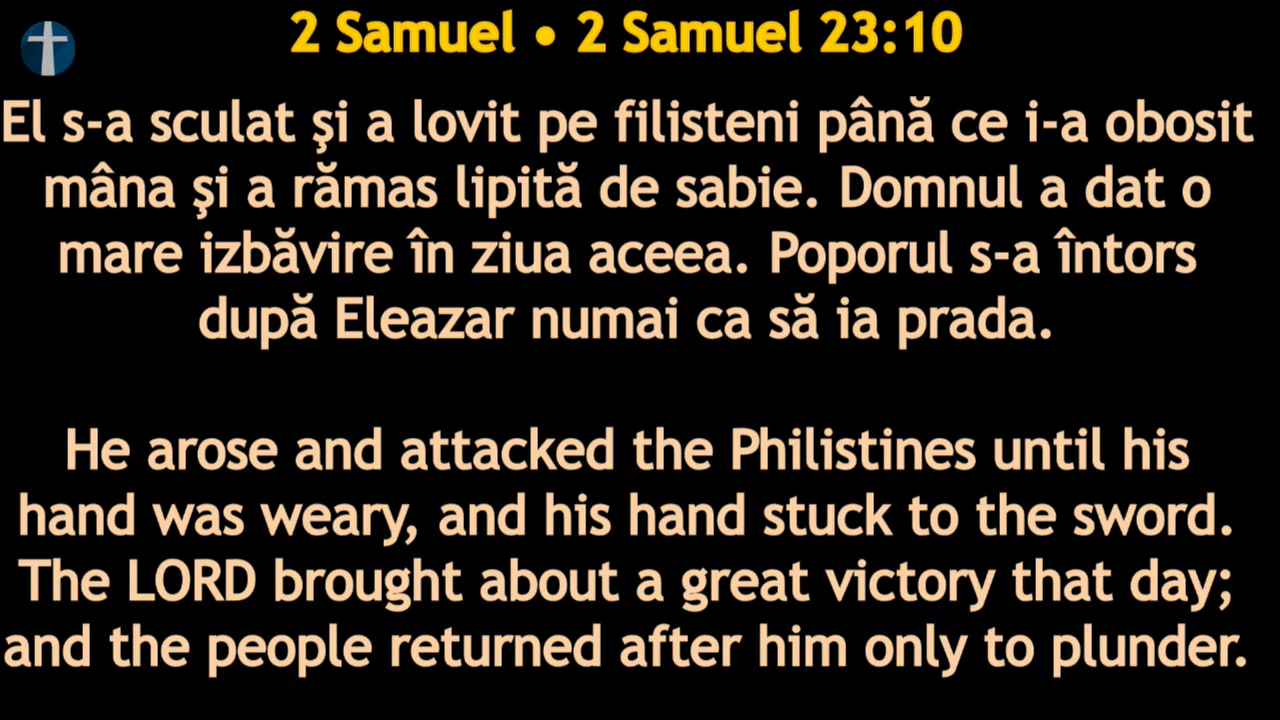 2 Samuel • 2 Samuel 23:10
El s-a sculat şi a lovit pe filisteni până ce i-a obosit
mâna şi a rămas lipită de sabie. Domnul a dat o
mare izbăvire în ziua aceea. Poporul s-a întors
după Eleazar numai ca să ia prada.
He arose and attacked the Philistines until his
hand was weary, and his hand stuck to the sword.
The LORD brought about a great victory that day;
and the people returned after him only to plunder.